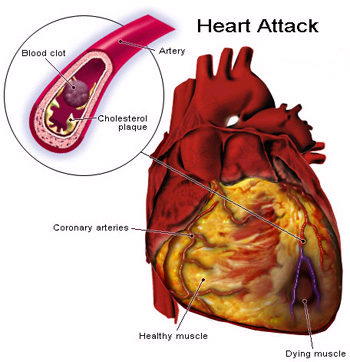 Heart Attack
Blood clot
Artery
Cholesterol
plaque
Coronary arteries
Healthy muscle
Dying muscle